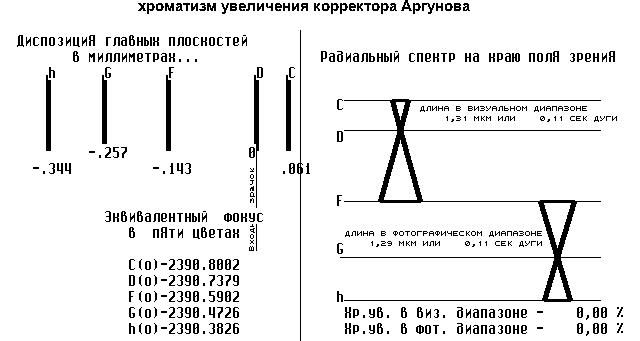 хроматизм увеличения корректора Аргунова
ДиспозициЯ главных плоскостей
в миллиметрах...
h G F D C
-.344 -.257 -.143 0 .061
Входн зрачок
Эквивалентный фокус
в пЯти цветах
C(o)-2390.8002
D(o)-2390.7379
F(o)-2390.5902
G(o)-2390.4726
h(o)-2390.3826
Радиальный спектр на краю полЯ зрениЯ
C
ДЛИНА В ВИЗУАЛЬНОМ ДИАПАЗОНЕ
1,31 МКМ ИЛИ 0,11 СЕК ДУГИ
D
F
ДЛИНА В ФОТОГРАФИЧЕСКОМ ДИАПАЗОНЕ
1,29 МКМ ИЛИ 0,11 СЕК ДУГИ
G
h
Хр.ув. в виз. диапазоне - 0,00 %
Хр.ув. в фот. диапазоне - 0,00 %